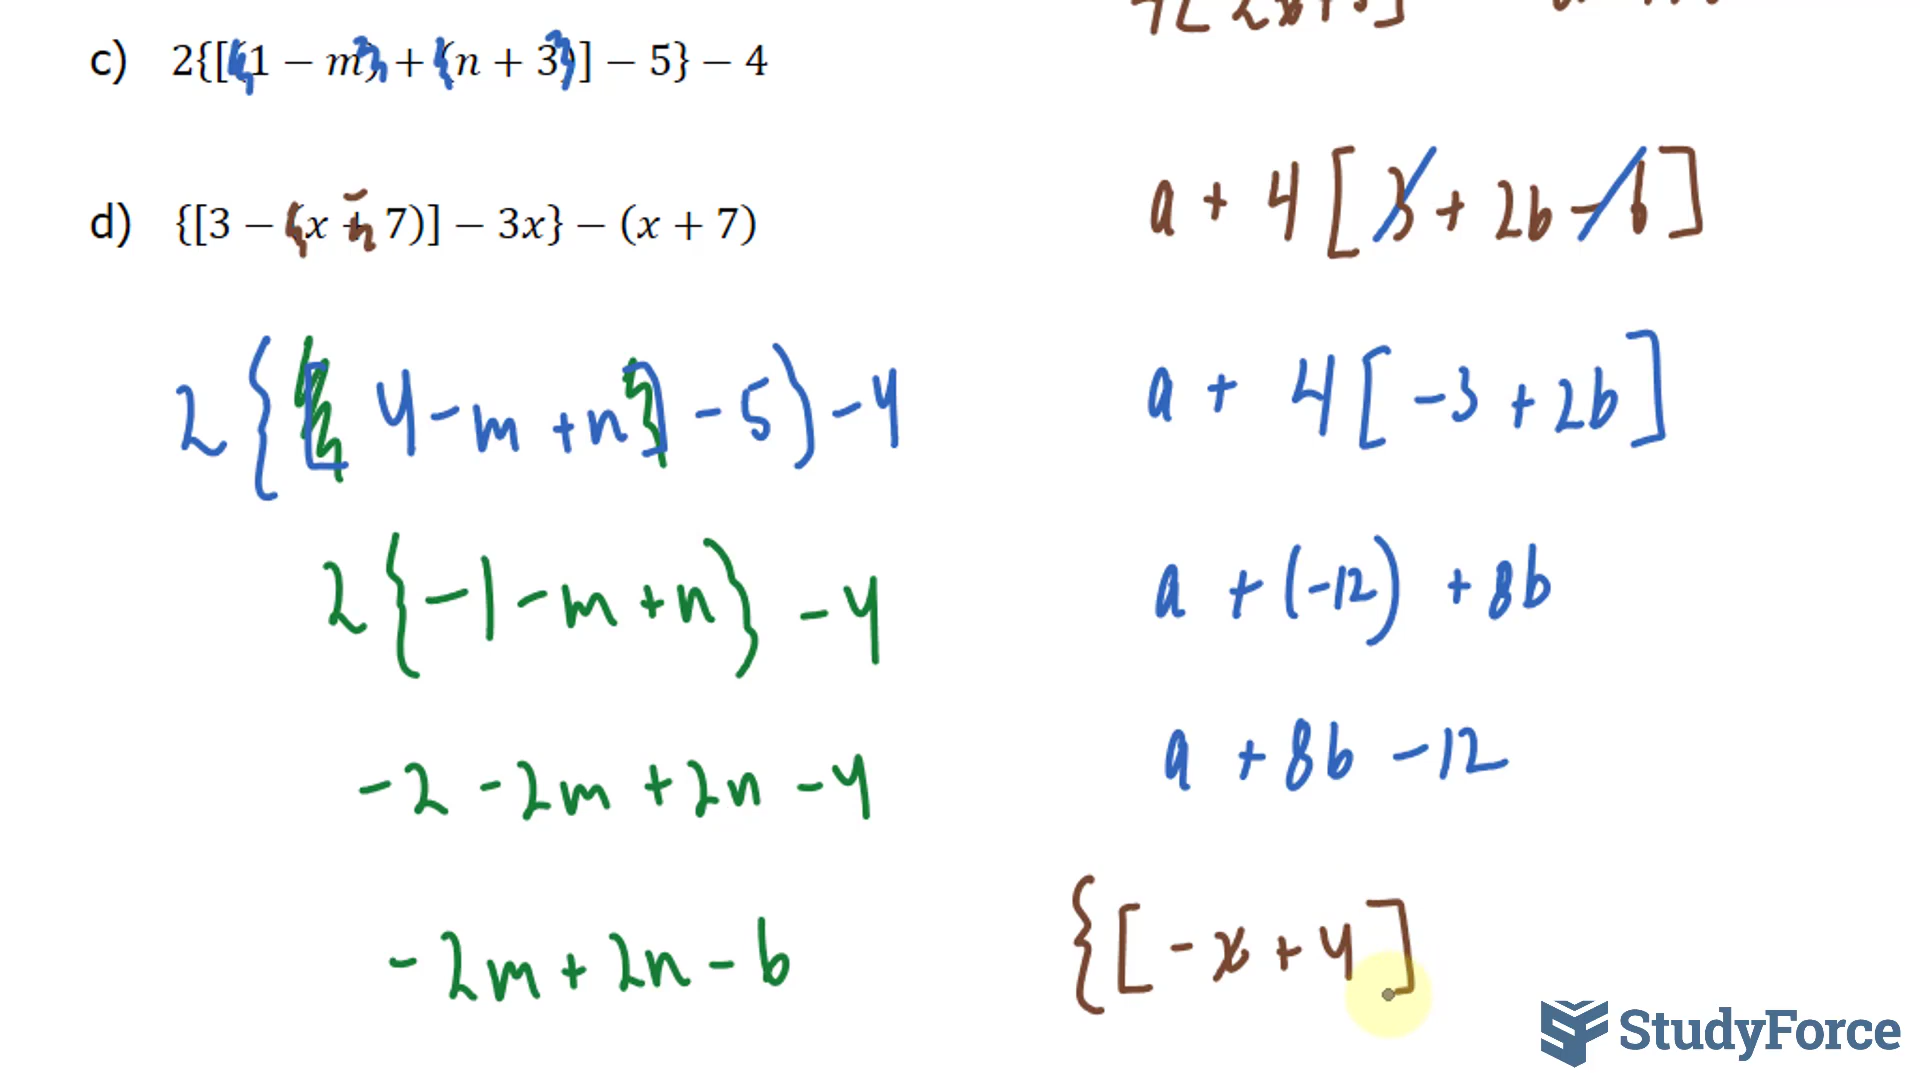 c) 2{[(1 − m) + (n + 3)] − 5} − 4
d) {[3 − (x + 7)] − 3x} − (x + 7)
2{[4 - m + n] - 5} - 4
2{-1 - m + n} - 4
-2 - 2m + 2n - 4
-2m + 2n - 6
a + 4[3 + 2b - 6]
a + 4[-3 + 2b]
a + (-12) + 8b
a + 8b - 12
{[-x + 4]
StudyForce